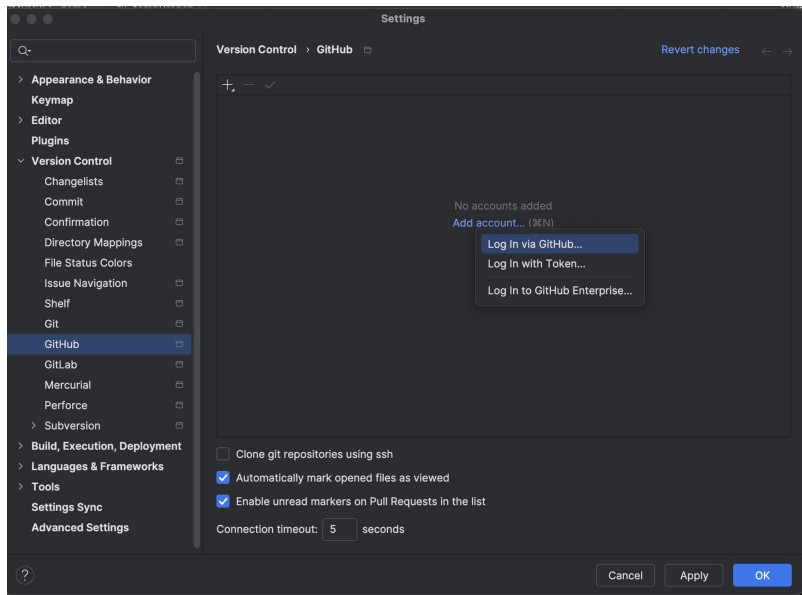 Settings
Version Control › GitHub
Revert changes
Appearance & Behavior
Keymap
Editor
Plugins
Version Control
Changelists
Commit
Confirmation
Directory Mappings
File Status Colors
Issue Navigation
Shelf
Git
GitHub
GitLab
Mercurial
Perforce
Subversion
Build, Execution, Deployment
Languages & Frameworks
Tools
Settings Sync
Advanced Settings
No accounts added
Add account... (⌘N)
Log In via GitHub...
Log In with Token...
Log In to GitHub Enterprise...
Clone git repositories using ssh
Automatically mark opened files as viewed
Enable unread markers on Pull Requests in the list
Connection timeout: 5 seconds
?
Cancel
Apply
OK